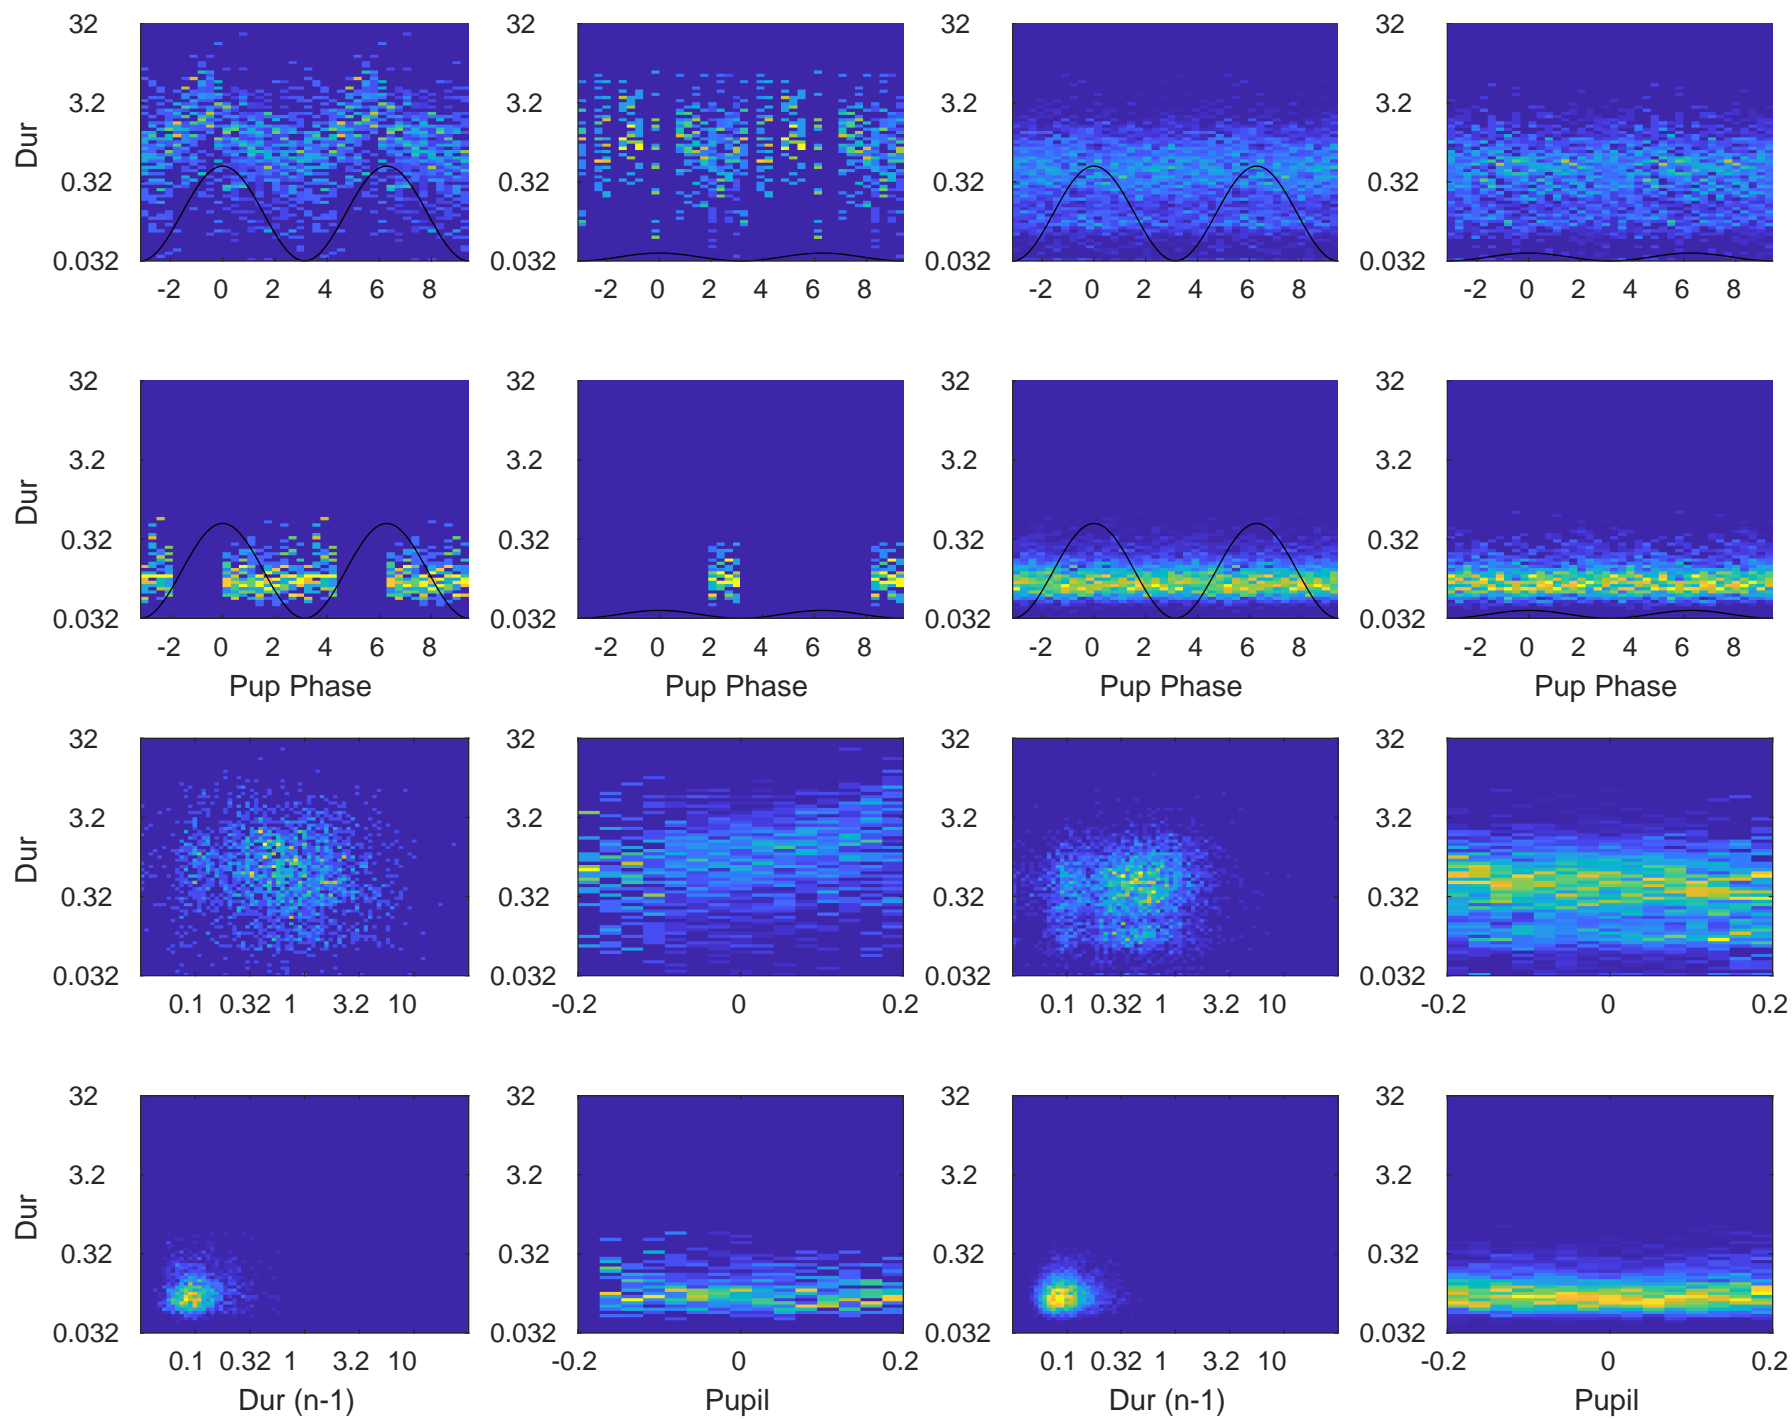 32 32 32 32
3.2 3.2 3.2 3.2
Dur
0.32 0.32 0.32 0.32
0.032 0.032 0.032 0.032
-2 0 2 4 6 8 -2 0 2 4 6 8 -2 0 2 4 6 8 -2 0 2 4 6 8
32 32 32 32
3.2 3.2 3.2 3.2
Dur
0.32 0.32 0.32 0.32
0.032 0.032 0.032 0.032
-2 0 2 4 6 8 -2 0 2 4 6 8 -2 0 2 4 6 8 -2 0 2 4 6 8
Pup Phase Pup Phase Pup Phase Pup Phase
32 32 32 32
3.2 3.2 3.2 3.2
Dur
0.32 0.32 0.32 0.32
0.032 0.032 0.032 0.032
0.1 0.32 1 3.2 10 -0.2 0 0.2 0.1 0.32 1 3.2 10 -0.2 0 0.2
32 32 32 32
3.2 3.2 3.2 3.2
Dur
0.32 0.32 0.32 0.32
0.032 0.032 0.032 0.032
0.1 0.32 1 3.2 10 -0.2 0 0.2 0.1 0.32 1 3.2 10 -0.2 0 0.2
Dur (n-1) Pupil Dur (n-1) Pupil